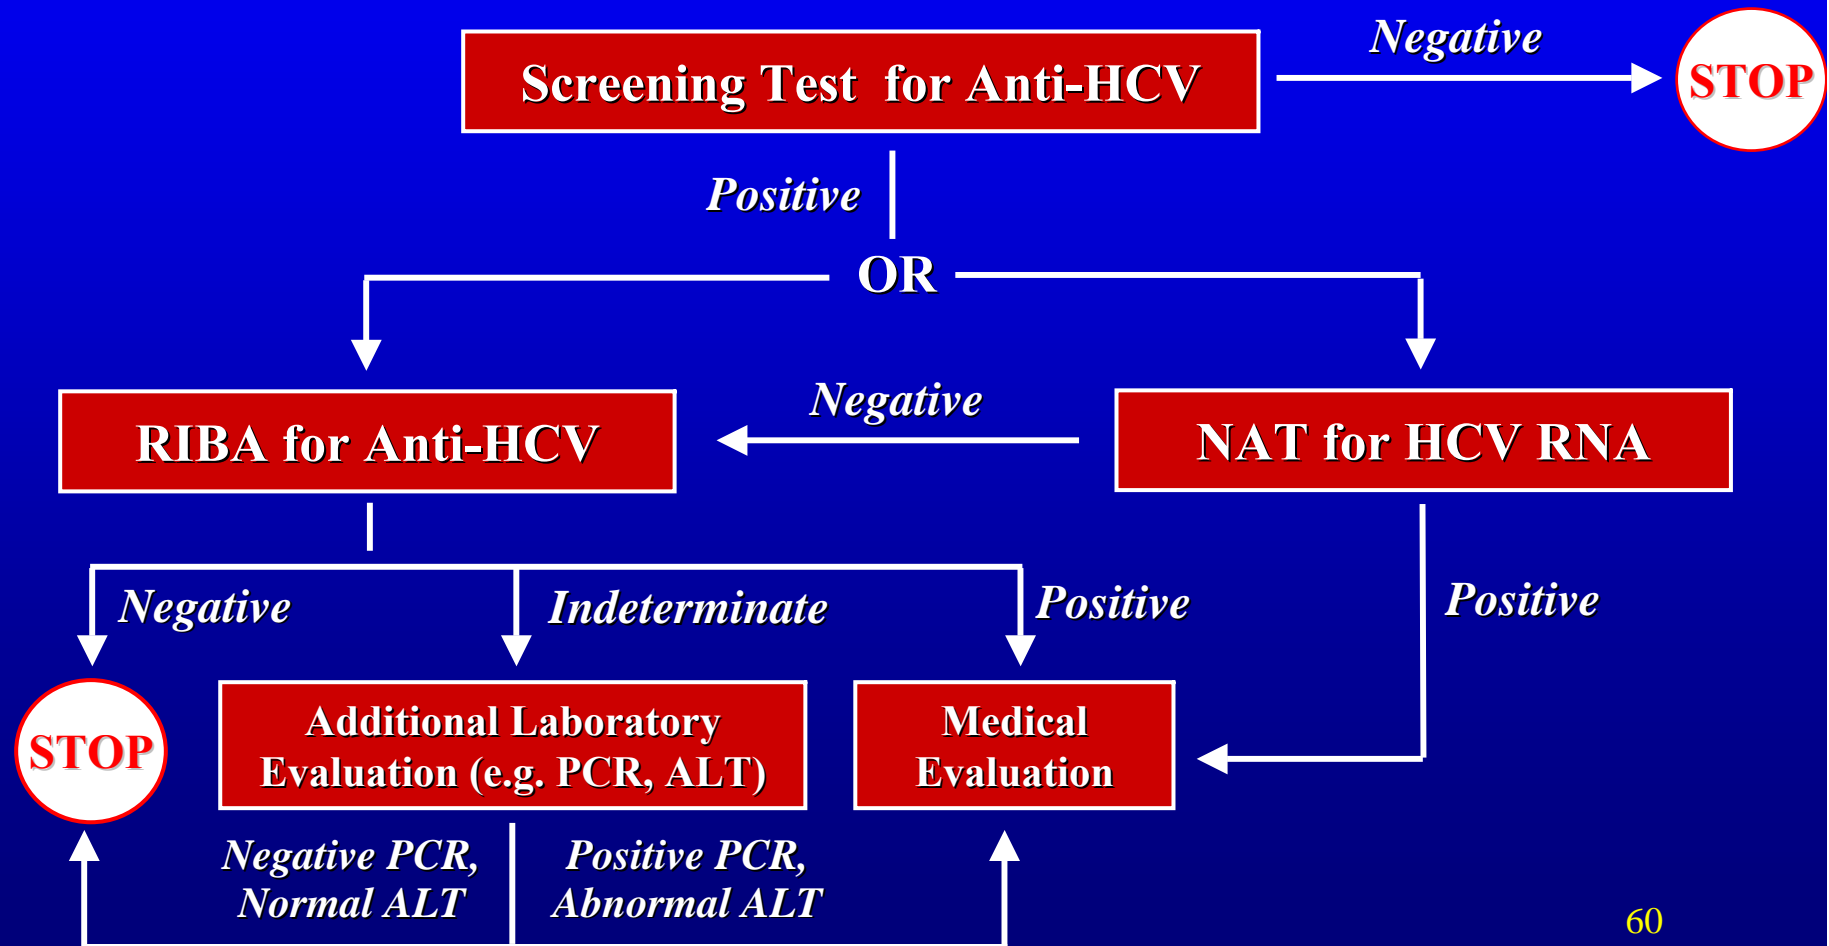 Negative
Screening Test for Anti-HCV
STOP
Positive
OR
Negative
RIBA for Anti-HCV
NAT for HCV RNA
Negative
Indeterminate
Positive
Positive
STOP
Additional Laboratory
Evaluation (e.g. PCR, ALT)
Medical
Evaluation
Negative PCR,
Normal ALT
Positive PCR,
Abnormal ALT
60